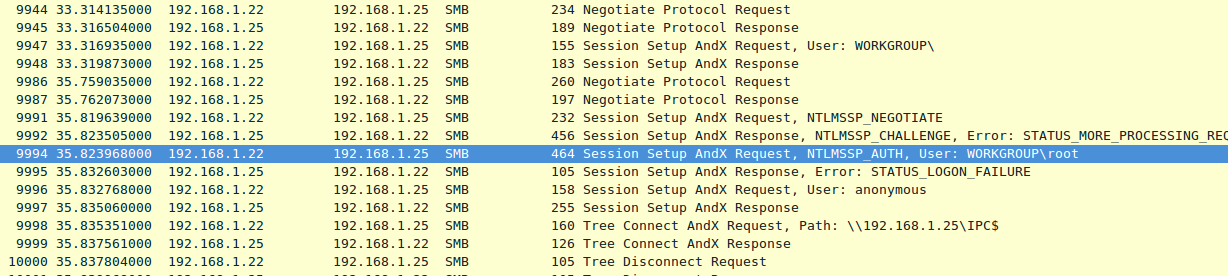 9944 33.314135000 192.168.1.22 192.168.1.25 SMB 234 Negotiate Protocol Request
9945 33.316504000 192.168.1.25 192.168.1.22 SMB 189 Negotiate Protocol Response
9947 33.316935000 192.168.1.22 192.168.1.25 SMB 155 Session Setup AndX Request, User: WORKGROUP\
9948 33.319873000 192.168.1.25 192.168.1.22 SMB 183 Session Setup AndX Response
9986 35.759035000 192.168.1.22 192.168.1.25 SMB 260 Negotiate Protocol Request
9987 35.762073000 192.168.1.25 192.168.1.22 SMB 197 Negotiate Protocol Response
9991 35.819639000 192.168.1.22 192.168.1.25 SMB 232 Session Setup AndX Request, NTLMSSP_NEGOTIATE
9992 35.823505000 192.168.1.25 192.168.1.22 SMB 456 Session Setup AndX Response, NTLMSSP_CHALLENGE, Error: STATUS_MORE_PROCESSING_REQ
9994 35.823968000 192.168.1.22 192.168.1.25 SMB 464 Session Setup AndX Request, NTLMSSP_AUTH, User: WORKGROUP\root
9995 35.832603000 192.168.1.25 192.168.1.22 SMB 105 Session Setup AndX Response, Error: STATUS_LOGON_FAILURE
9996 35.832768000 192.168.1.22 192.168.1.25 SMB 158 Session Setup AndX Request, User: anonymous
9997 35.835060000 192.168.1.25 192.168.1.22 SMB 255 Session Setup AndX Response
9998 35.835351000 192.168.1.22 192.168.1.25 SMB 160 Tree Connect AndX Request, Path: \\192.168.1.25\IPC$
9999 35.837561000 192.168.1.25 192.168.1.22 SMB 126 Tree Connect AndX Response
10000 35.837804000 192.168.1.22 192.168.1.25 SMB 105 Tree Disconnect Request